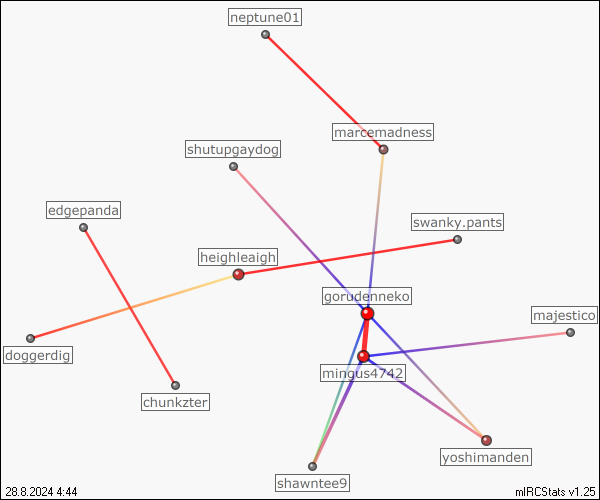 neptune01
marcemadness
shutupgaydog
edgepanda
swanky.pants
heighleaigh
gorudenneko
majestico
doggerdig
mingus4742
chunkzter
yoshimanden
shawntee9
28.8.2024 4:44
mIRCStats v1.25